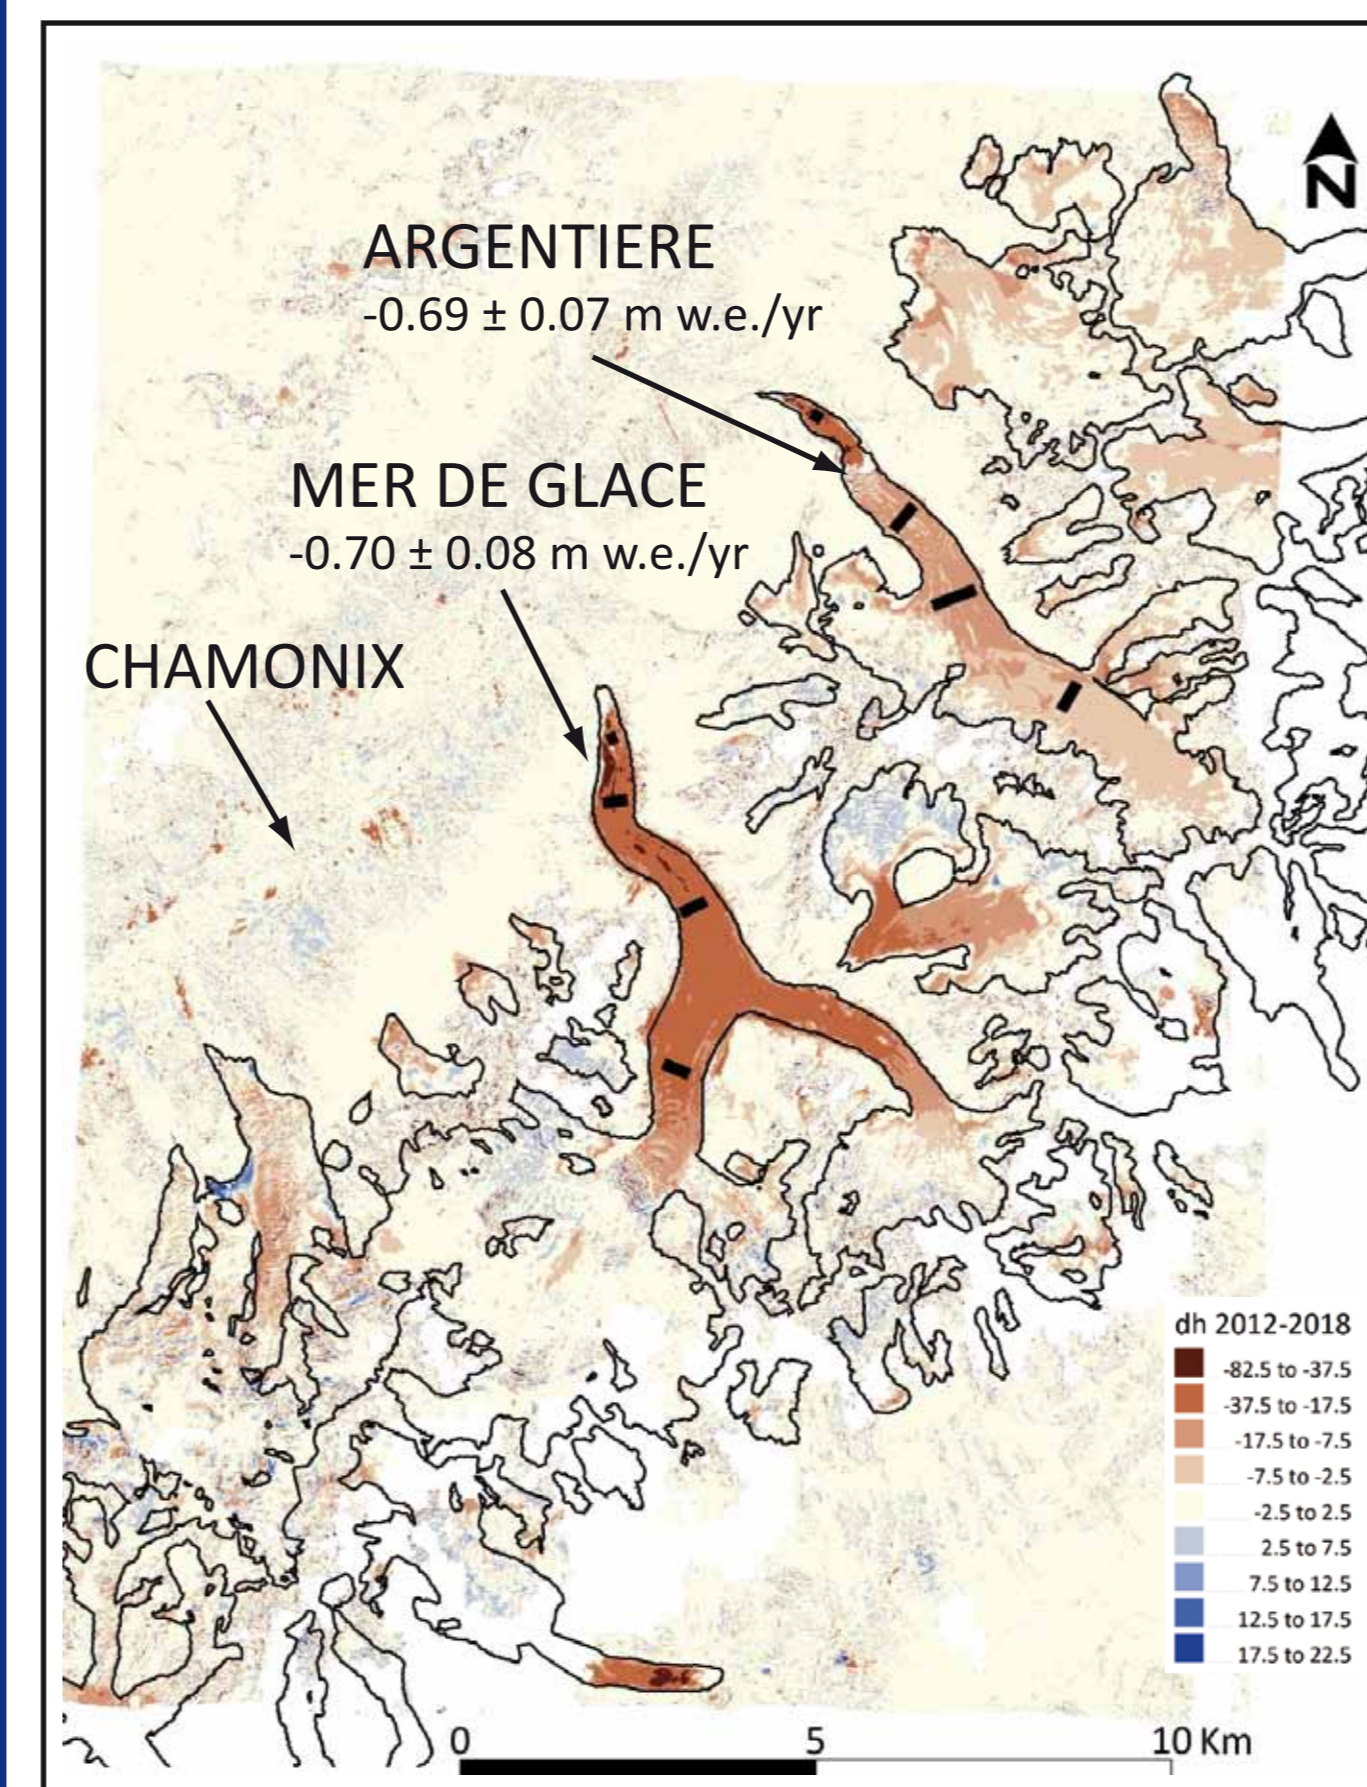 N
ARGENTIERE
-0.69 ± 0.07 m w.e./yr
MER DE GLACE
-0.70 ± 0.08 m w.e./yr
CHAMONIX
dh 2012-2018
-82.5 to -37.5
-37.5 to -17.5
-17.5 to -7.5
-7.5 to -2.5
-2.5 to 2.5
2.5 to 7.5
7.5 to 12.5
12.5 to 17.5
17.5 to 22.5
0 5 10 Km